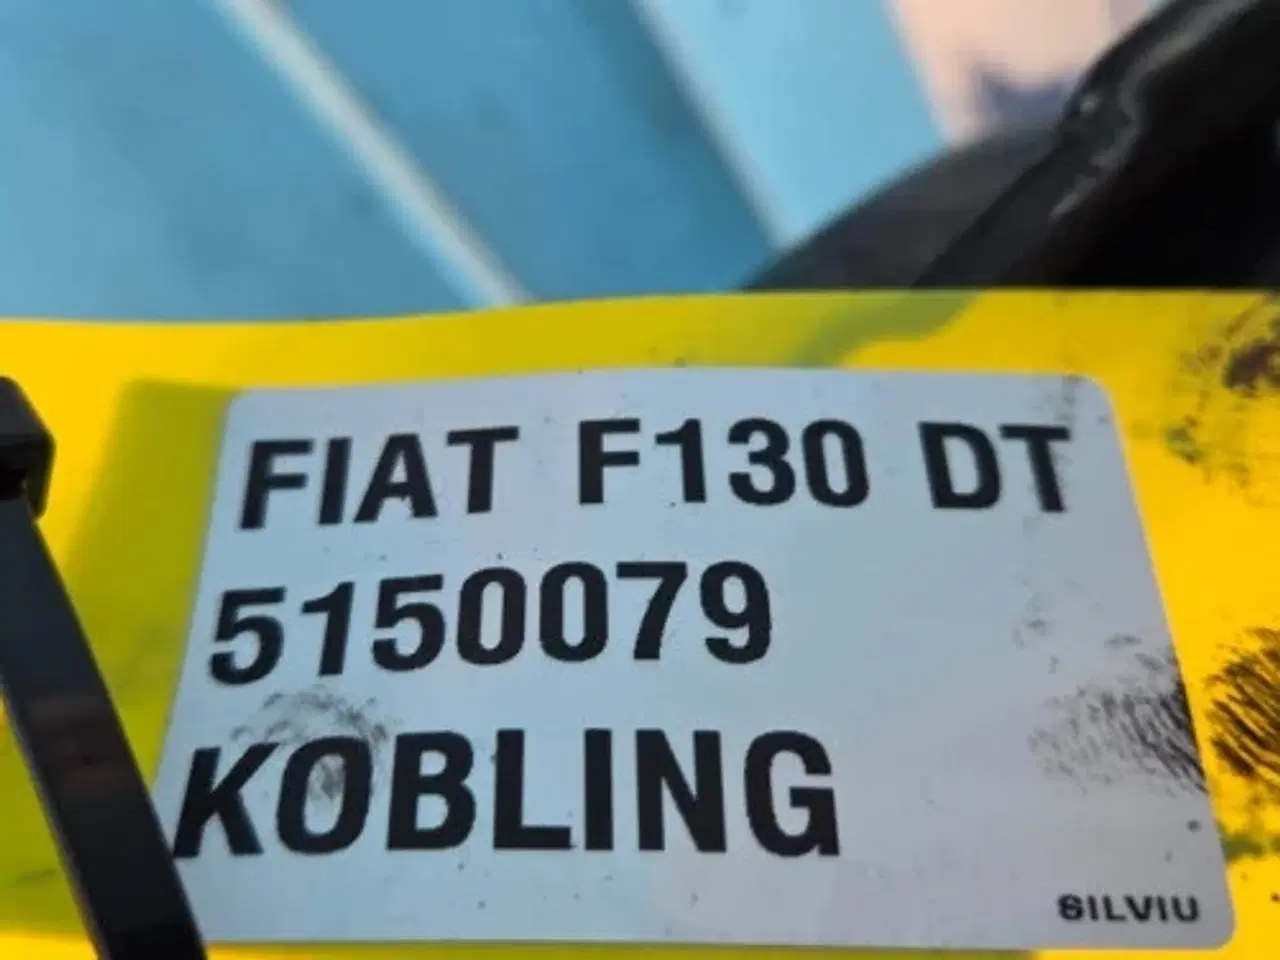 FIAT F130 DT
5150079
KOBLING
SILVIU